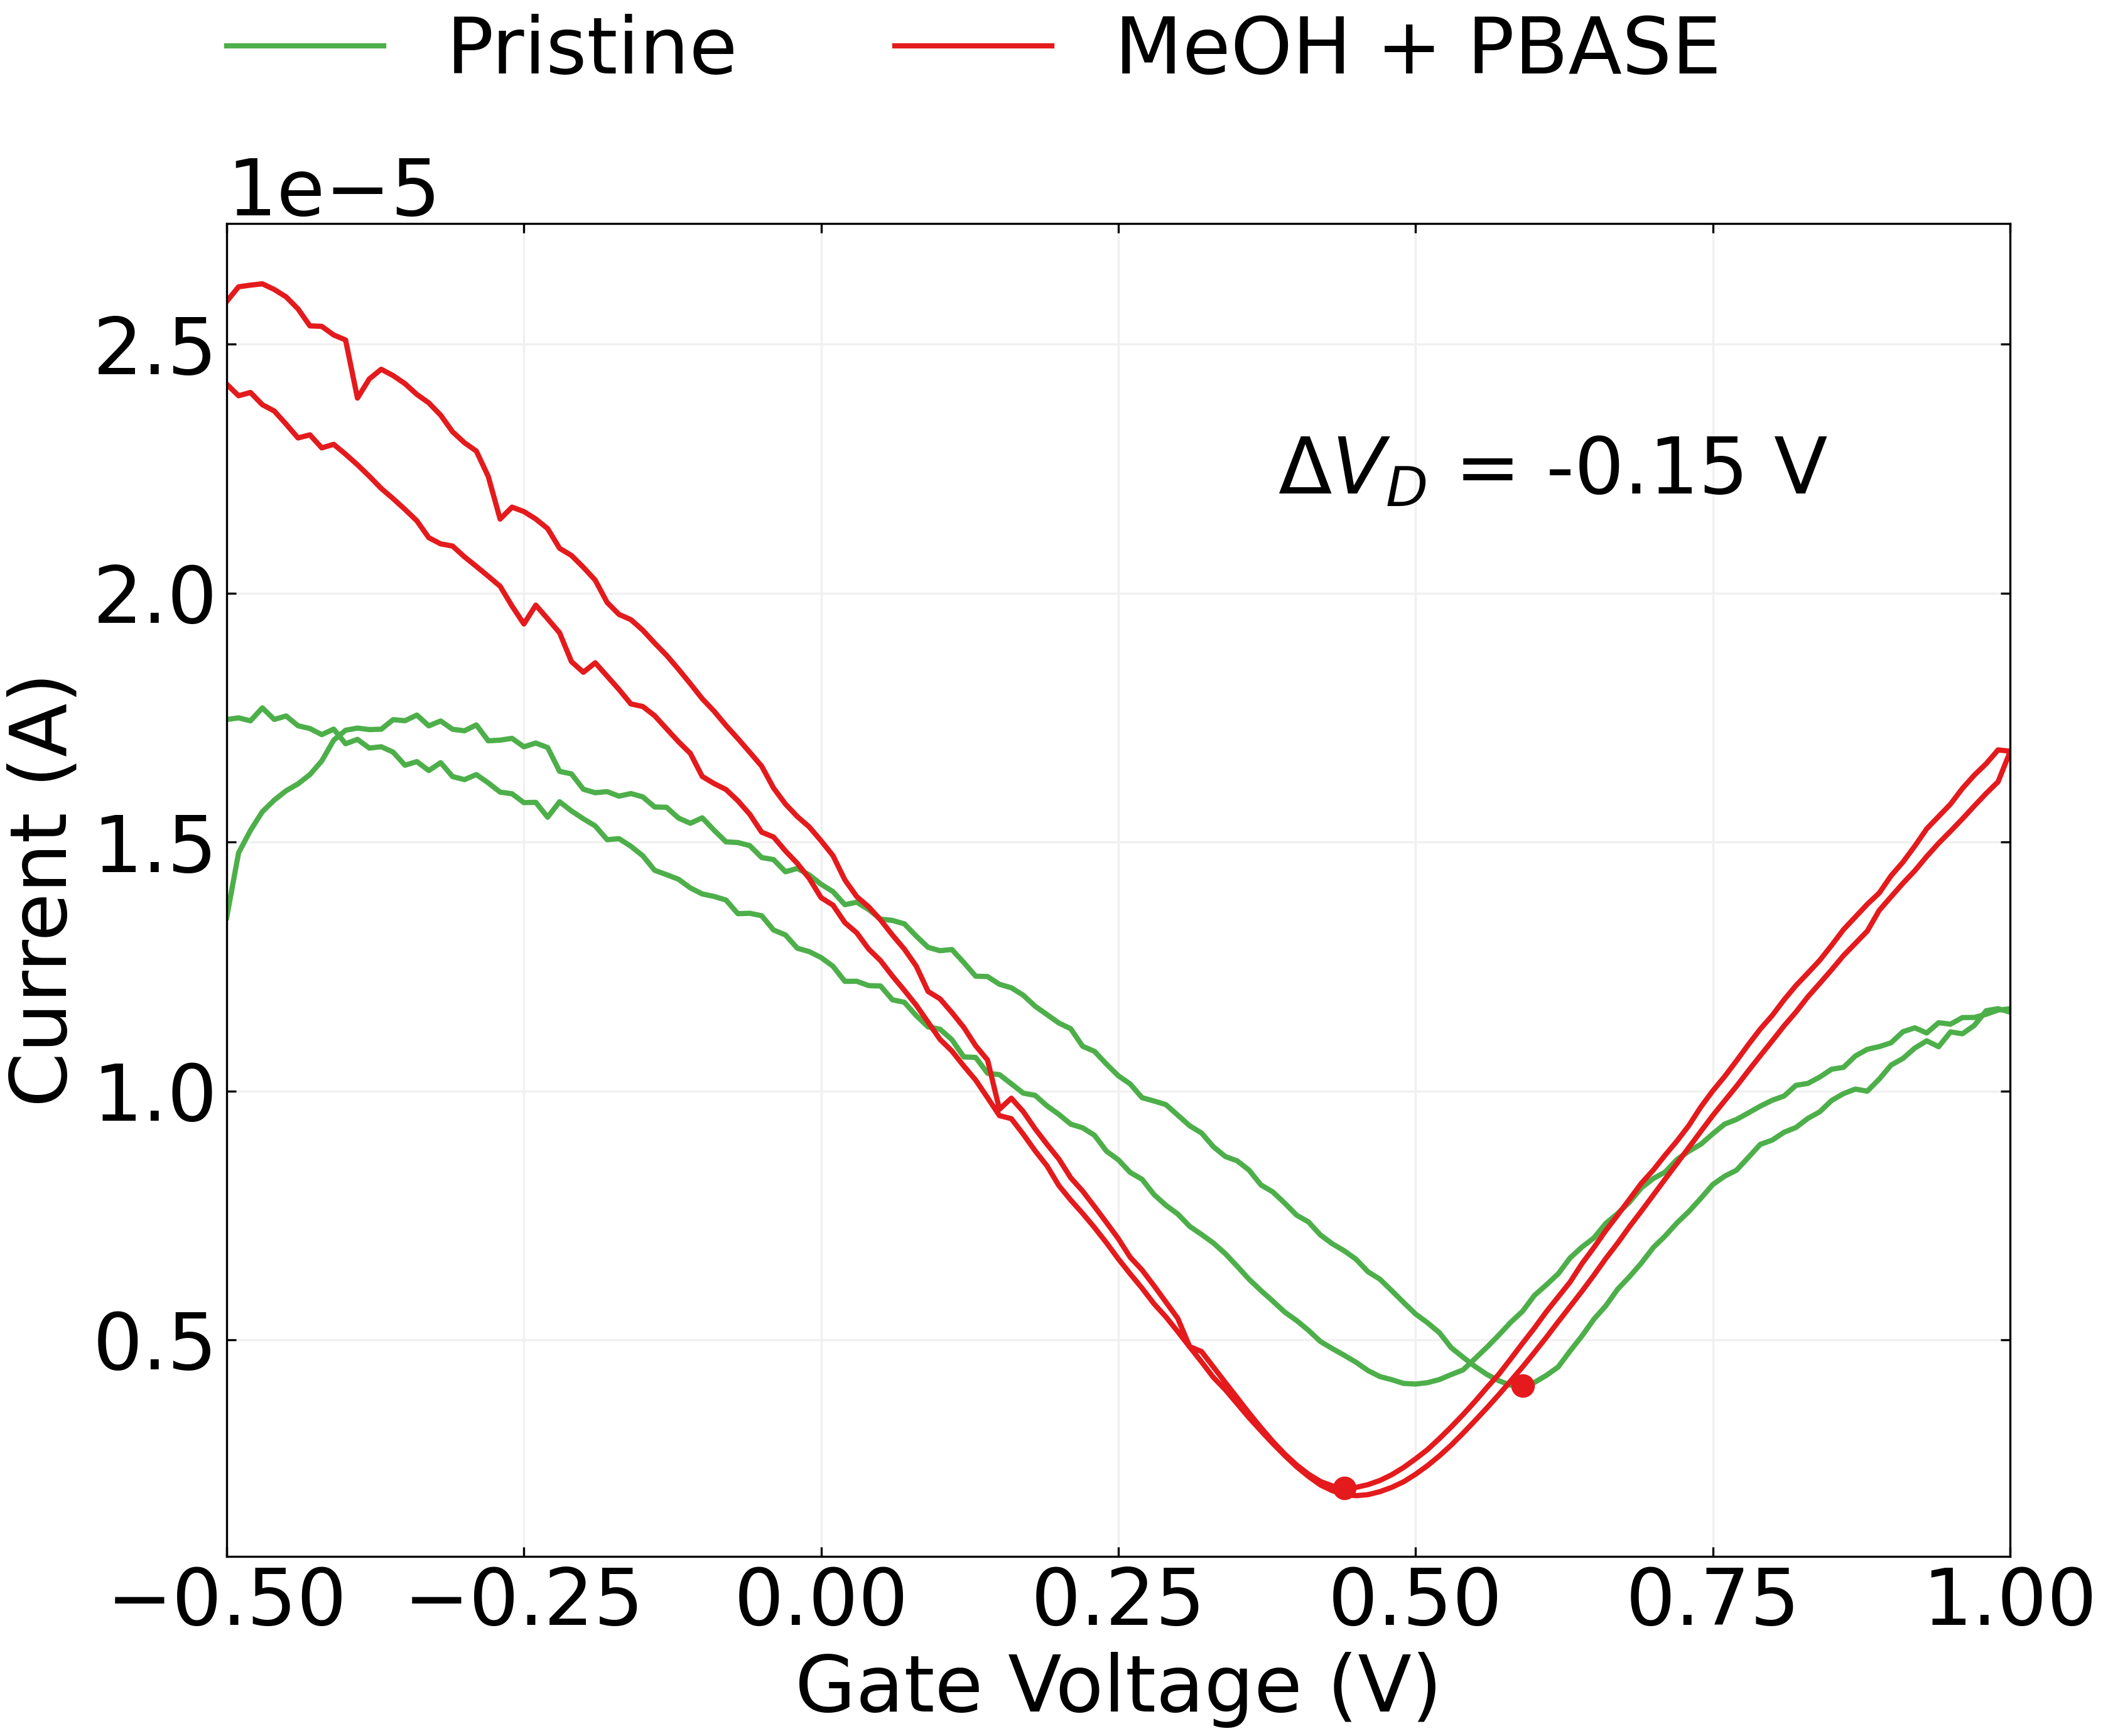 Pristine MeOH + PBASE
1e−5
ΔV_D = -0.15 V
2.5
2.0
1.5
1.0
0.5
Current (A)
−0.50 −0.25 0.00 0.25 0.50 0.75 1.00
Gate Voltage (V)